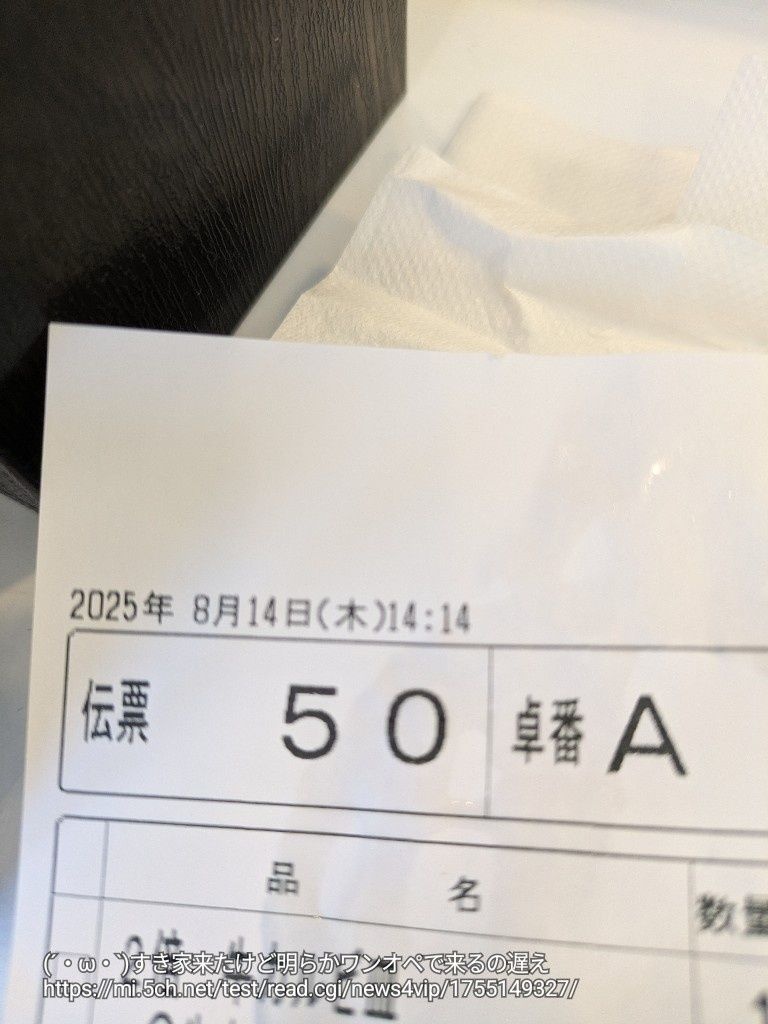 2025年 8月14日(木)14:14
伝票 50 卓番 A
品名 数量
(´・ω・`)すき家来たけど明らかワンオペで来るの遅え
https://mi.5ch.net/test/read.cgi/news4vip/1755149327/